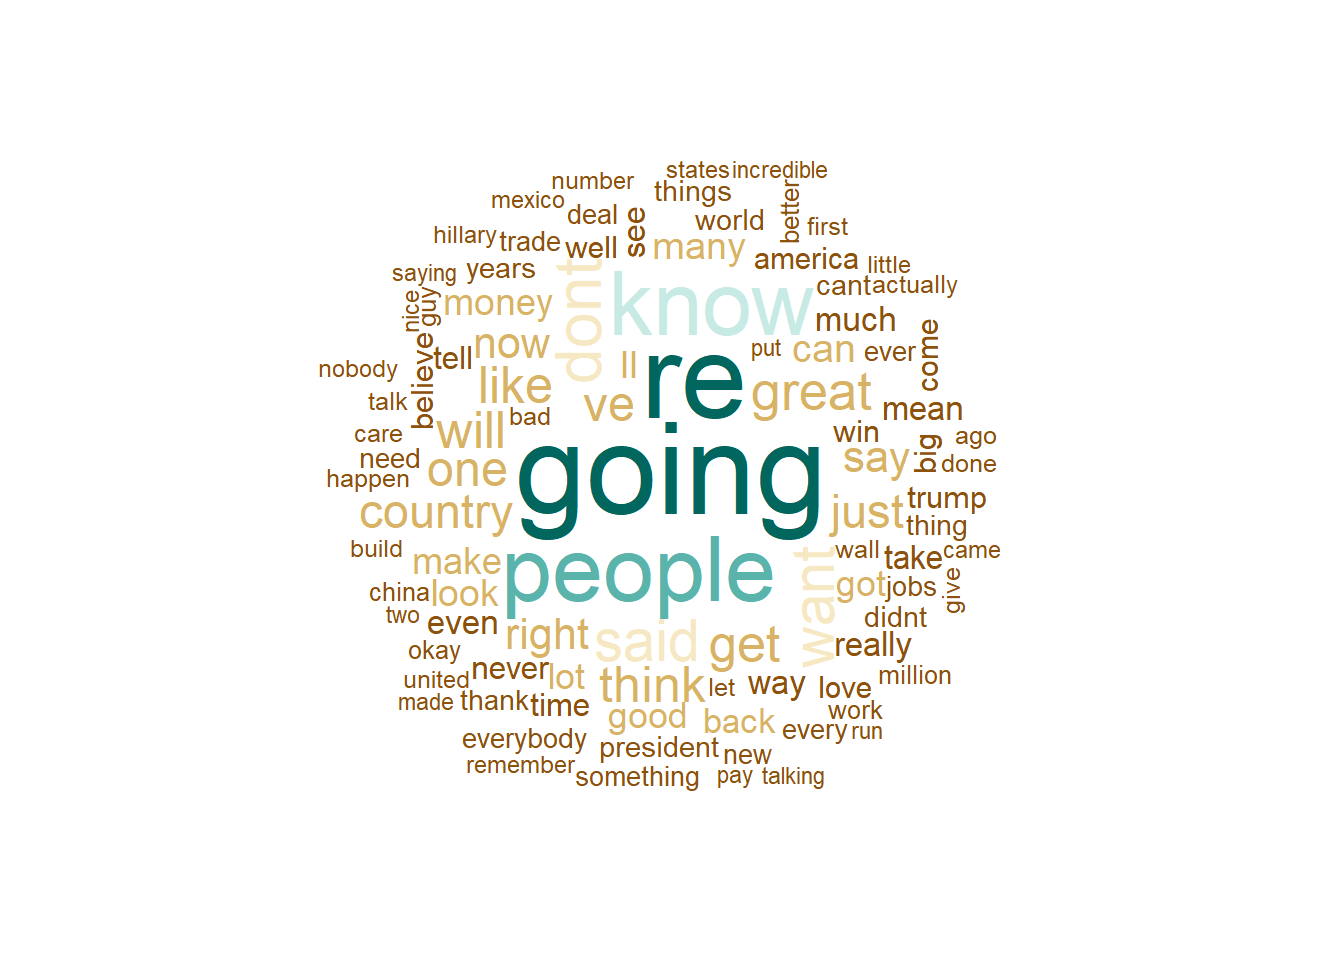 states incredible
number
things
mexico
deal
see
world
better
first
hillary
trade
well
many
america
little
saying
years
dont
know
cant
actually
nice
guy
money
much
believe
tell
now
ll
re
put
can
ever
come
nobody
like
ve
great
mean
talk
bad
care
will
win
big
ago
need
one
going
say
done
happen
country
just
trump
thing
build
make
people
want
wall
take
came
china
look
got
jobs
give
two
even
right
said
get
didnt
really
okay
united
never
lot
think
let
way
love
million
made
thank
time
good
back
work
everybody
president
new
every
run
remember
something
pay
talking